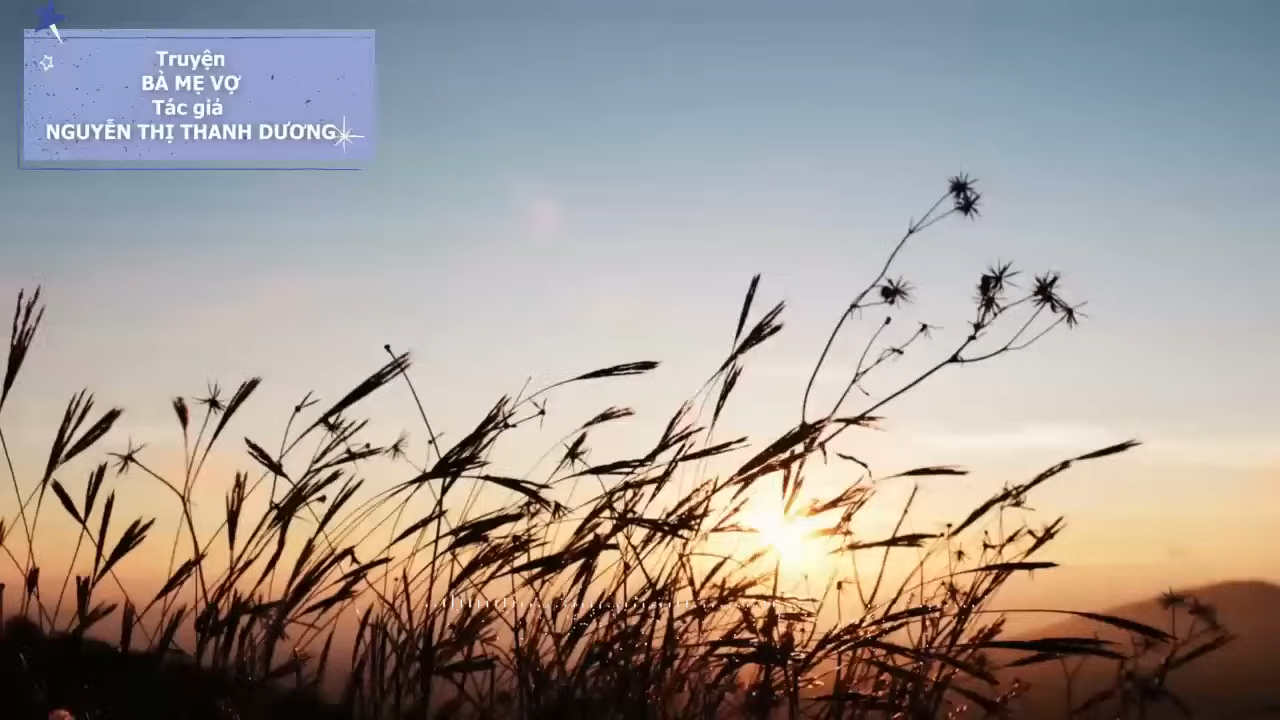 Truyện
BÀ MẸ VỢ
Tác giả
NGUYỄN THỊ THANH DƯƠNG